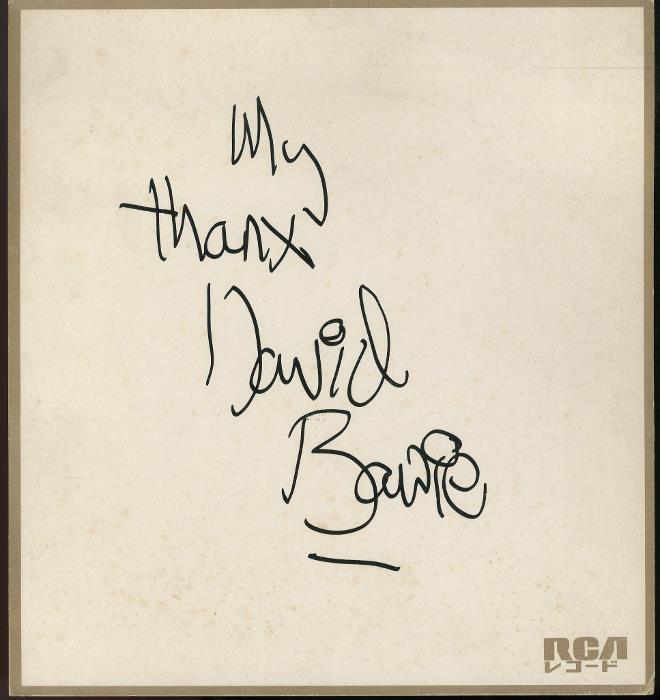 My
thanx
David
Bowie
RCA
レコード